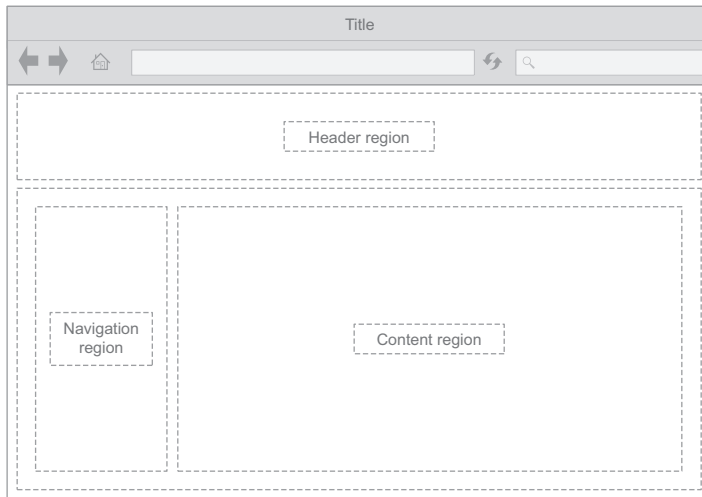 Title
Header region
Navigation
region
Content region